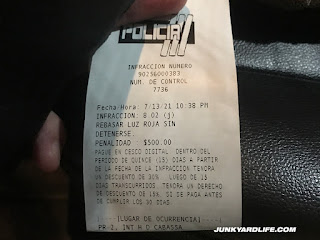 POLICIA
INFRACCION NUMERO
90256000383
NUM. DE CONTROL
7736
Fecha-Hora: 7-13-21 10:38 PM
INFRACCION: 8.02 (j)
REBASAR LUZ ROJA SIN
DETENERSE.
PENALIDAD : $500.00
PAGUE EN CESCO DIGITAL. DENTRO DEL
PERIODO DE QUINCE (15) DIAS A PARTIR
DE LA FECHA DE LA INFRACCION TENDRA
UN DESCUENTO 30%. LUEGO DE 15
DIAS TRANSCURRIDOS, TENDRA UN DERECHO
DE DESCUENTO DE 15%, SI PAGA ANTES
DE CUMPLIR LOS 30 DIAS.
[LUGAR DE OCURRENCIA]
PR-2, INT H O CABASSA
JUNKYARDLIFE.COM